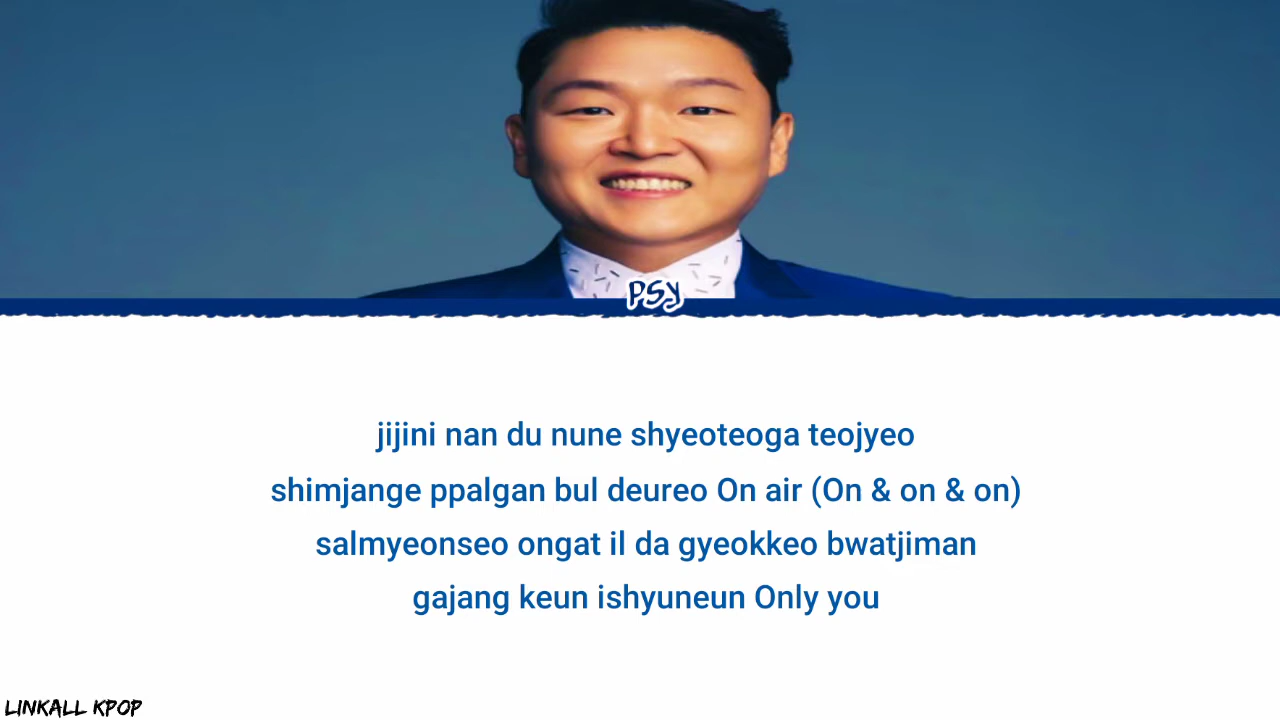 PSY
jijini nan du nune shyeoteoga teojyeo
shimjange ppalgan bul deureo On air (On & on & on)
salmyeonseo ongat il da gyeokkeo bwatjiman
gajang keun ishyuneun Only you
LINKALL KPOP